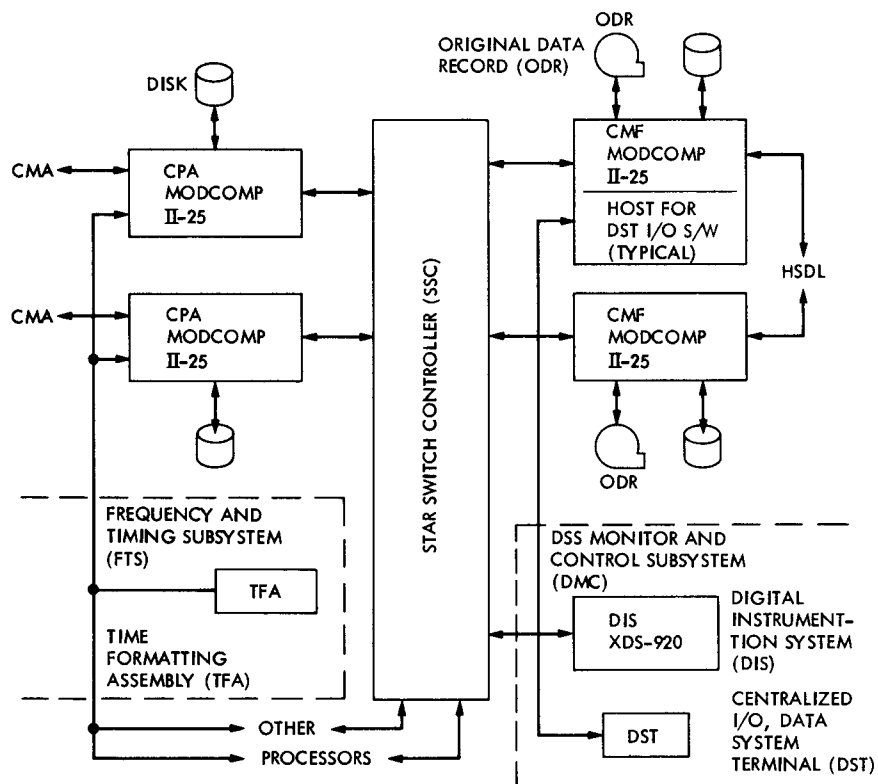 ODR
ORIGINAL DATA
RECORD (ODR)
DISK
CMA
CPA
MODCOMP
II-25
CMF
MODCOMP
II-25
HOST FOR
DST I/O S/W
(TYPICAL)
HSDL
CMA
CPA
MODCOMP
II-25
STAR SWITCH CONTROLLER (SSC)
CMF
MODCOMP
II-25
ODR
FREQUENCY AND
TIMING SUBSYSTEM
(FTS)
TFA
TIME
FORMATTING
ASSEMBLY (TFA)
DSS MONITOR AND
CONTROL SUBSYSTEM
(DMC)
DIS
XDS-920
DIGITAL
INSTRUMENT-
TION SYSTEM
(DIS)
OTHER
PROCESSORS
DST
CENTRALIZED
I/O, DATA
SYSTEM
TERMINAL (DST)